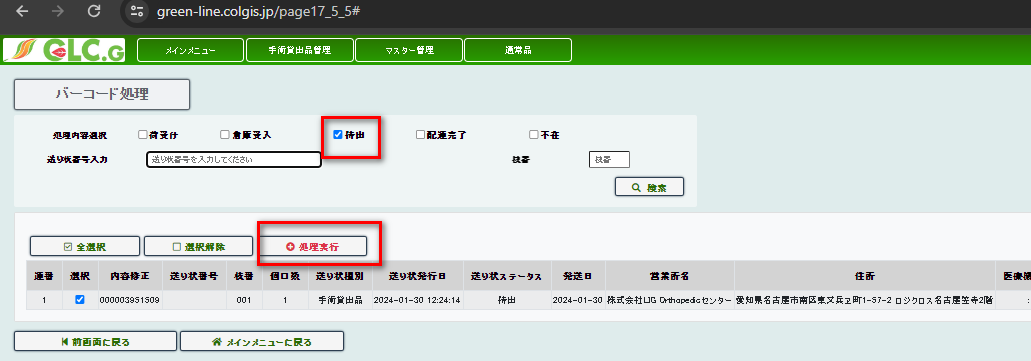 green-line.colgis.jp/page17_5_5#
GLC.G メインメニュー 手術貸出品管理 マスター管理 通常品
バーコード処理
処理内容選択 荷受け 倉庫受入 持出 配達完了 不在
送り状番号入力 送り状番号を入力してください 枝番 枝番
検索
全選択 選択解除 処理実行
連番 選択 内容修正 送り状番号 枝番 個口数 送り状種別 送り状発行日 送り状ステータス 発送日 営業所名 住所 医療機
1 000003951509 001 1 手術貸出品 2024-01-30 12:24:14 持出 2024-01-30 株式会社LIG Orthopedicセンター 愛知県名古屋市南区東又兵ヱ町1-57-2 ロジクロス名古屋笠寺2階 :
前画面に戻る メインメニューに戻る